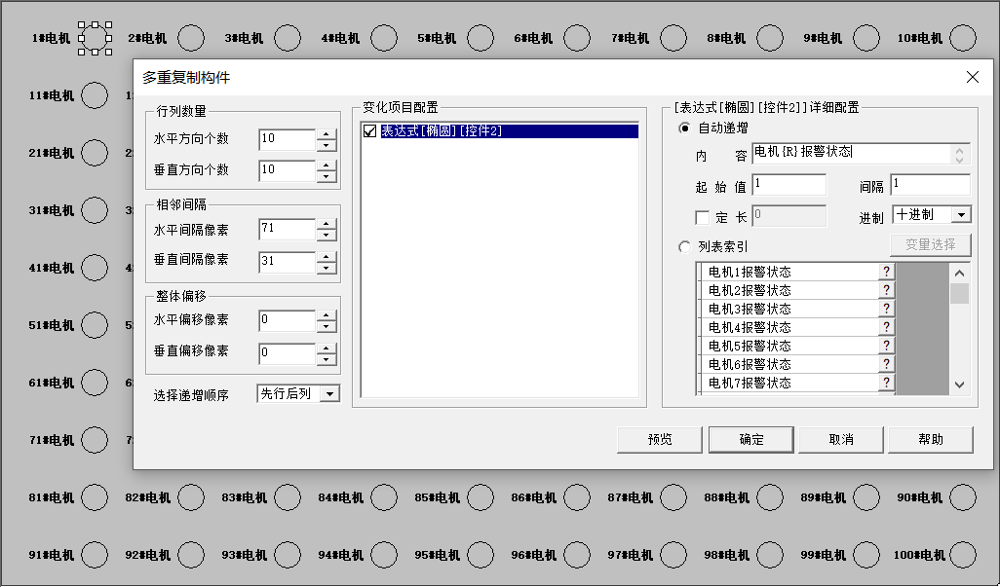 1#电机 2#电机 3#电机 4#电机 5#电机 6#电机 7#电机 8#电机 9#电机 10#电机
多重复制构件
11#电机 1
21#电机 2
31#电机 3
41#电机 4
51#电机 5
61#电机 6
71#电机 7
行列数量
水平方向个数 10
垂直方向个数 10
相邻间隔
水平间隔像素 71
垂直间隔像素 31
整体偏移
水平偏移像素 0
垂直偏移像素 0
选择递增顺序 先行后列
变化项目配置
表达式[椭圆][控件2]
[表达式[椭圆][控件2]]详细配置
自动递增
内 容 电机{R}报警状态
起 始 值 1 间隔 1
定 长 0 进制 十进制
列表索引 变量选择
电机1报警状态 ?
电机2报警状态 ?
电机3报警状态 ?
电机4报警状态 ?
电机5报警状态 ?
电机6报警状态 ?
电机7报警状态 ?
预览 确定 取消 帮助
81#电机 82#电机 83#电机 84#电机 85#电机 86#电机 87#电机 88#电机 89#电机 90#电机
91#电机 92#电机 93#电机 94#电机 95#电机 96#电机 97#电机 98#电机 99#电机 100#电机